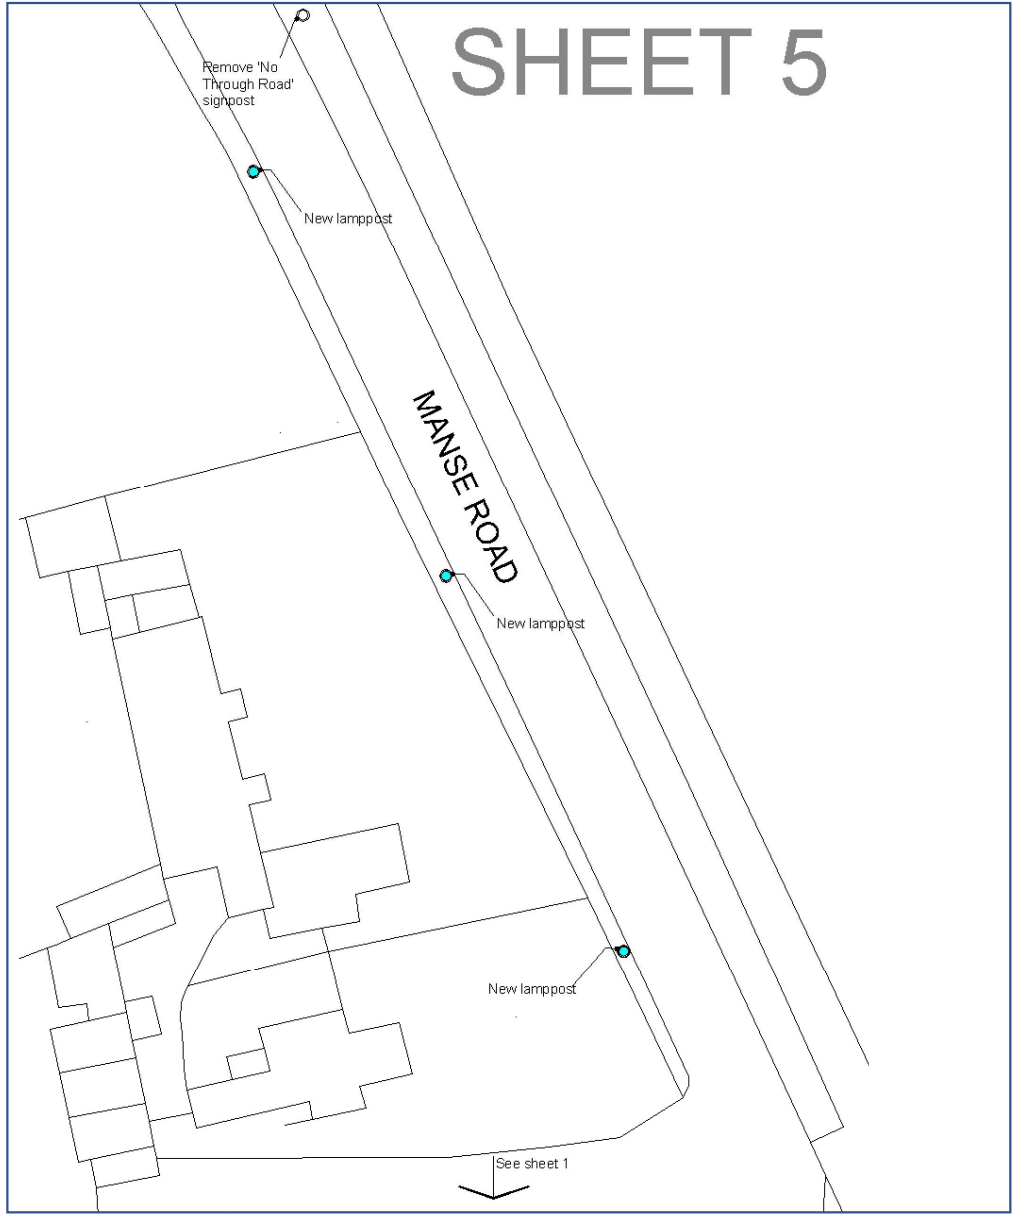 SHEET 5
Remove 'No
Through Road'
signpost
New lamppost
MANSE ROAD
New lamppost
New lamppost
See sheet 1